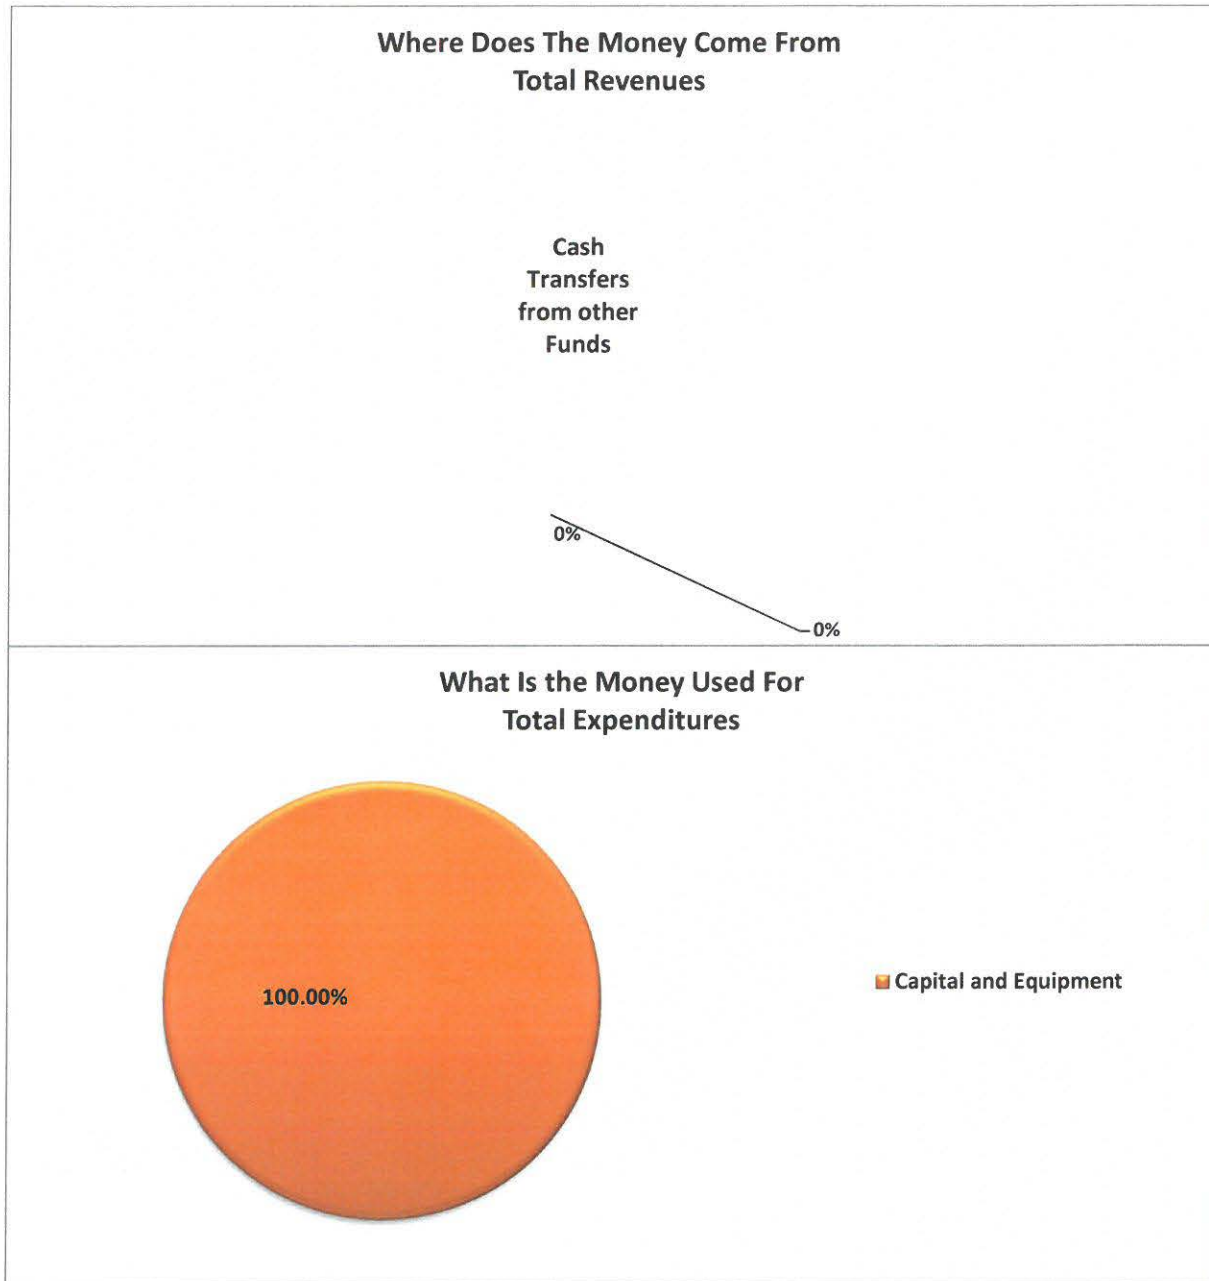 Where Does The Money Come From
Total Revenues
Cash
Transfers
from other
Funds
0%
0%
What Is the Money Used For
Total Expenditures
100.00%
Capital and Equipment